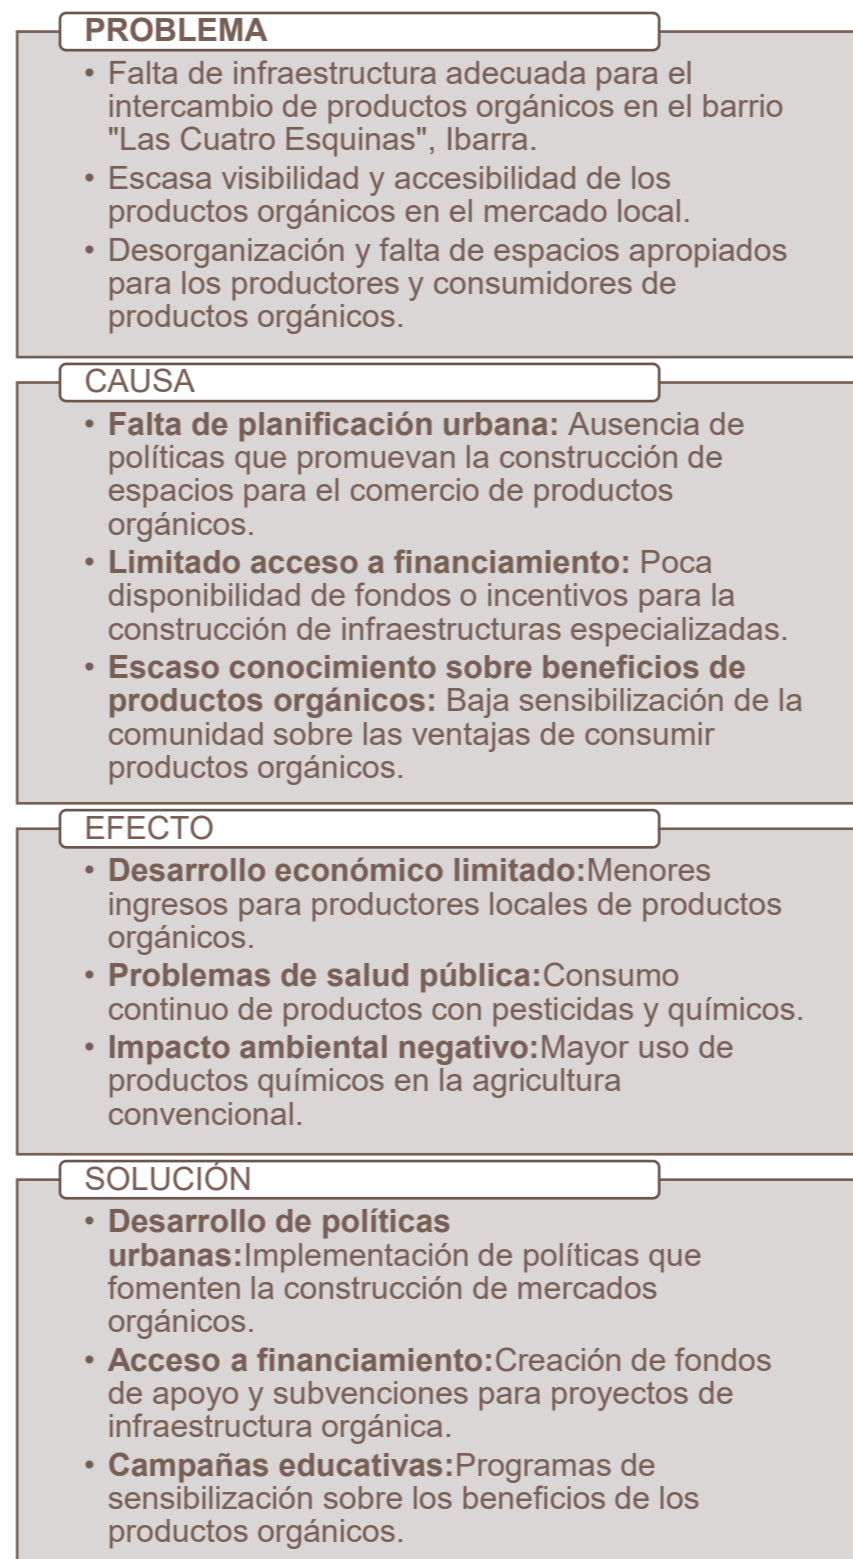 PROBLEMA
• Falta de infraestructura adecuada para el
intercambio de productos orgánicos en el barrio
"Las Cuatro Esquinas", Ibarra.
• Escasa visibilidad y accesibilidad de los
productos orgánicos en el mercado local.
• Desorganización y falta de espacios apropiados
para los productores y consumidores de
productos orgánicos.
CAUSA
• Falta de planificación urbana: Ausencia de
políticas que promuevan la construcción de
espacios para el comercio de productos
orgánicos.
• Limitado acceso a financiamiento: Poca
disponibilidad de fondos o incentivos para la
construcción de infraestructuras especializadas.
• Escaso conocimiento sobre beneficios de
productos orgánicos: Baja sensibilización de la
comunidad sobre las ventajas de consumir
productos orgánicos.
EFECTO
• Desarrollo económico limitado:Menores
ingresos para productores locales de productos
orgánicos.
• Problemas de salud pública:Consumo
continuo de productos con pesticidas y químicos.
• Impacto ambiental negativo:Mayor uso de
productos químicos en la agricultura
convencional.
SOLUCIÓN
• Desarrollo de políticas
urbanas:Implementación de políticas que
fomenten la construcción de mercados
orgánicos.
• Acceso a financiamiento:Creación de fondos
de apoyo y subvenciones para proyectos de
infraestructura orgánica.
• Campañas educativas:Programas de
sensibilización sobre los beneficios de los
productos orgánicos.